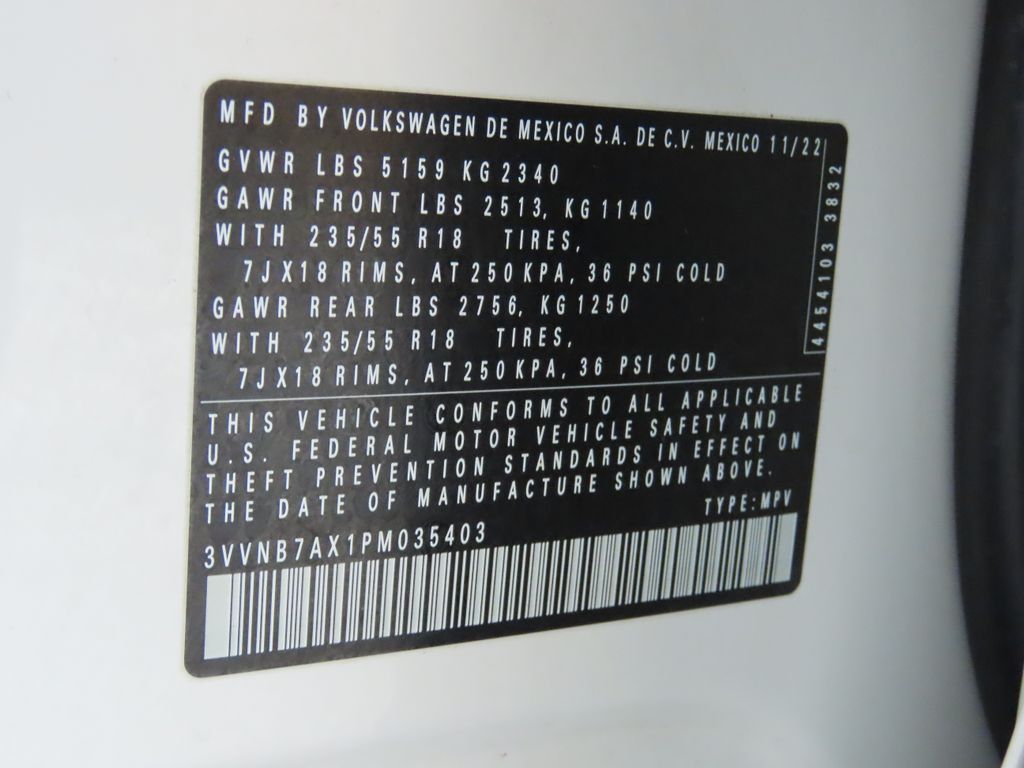 MFD BY VOLKSWAGEN DE MEXICO S.A. DE C.V. MEXICO 11/22
GVWR LBS 5159 KG 2340
GAWR FRONT LBS 2513, KG 1140
WITH 235/55 R18 TIRES,
7JX18 RIMS, AT 250 KPA, 36 PSI COLD
GAWR REAR LBS 2756, KG 1250
WITH 235/55 R18 TIRES,
7JX18 RIMS, AT 250 KPA, 36 PSI COLD
4454103 3832
THIS VEHICLE CONFORMS TO ALL APPLICABLE
U.S. FEDERAL MOTOR VEHICLE SAFETY AND
THEFT PREVENTION STANDARDS IN EFFECT ON
THE DATE OF MANUFACTURE SHOWN ABOVE.
TYPE: MPV
3VVNB7AX1PM035403